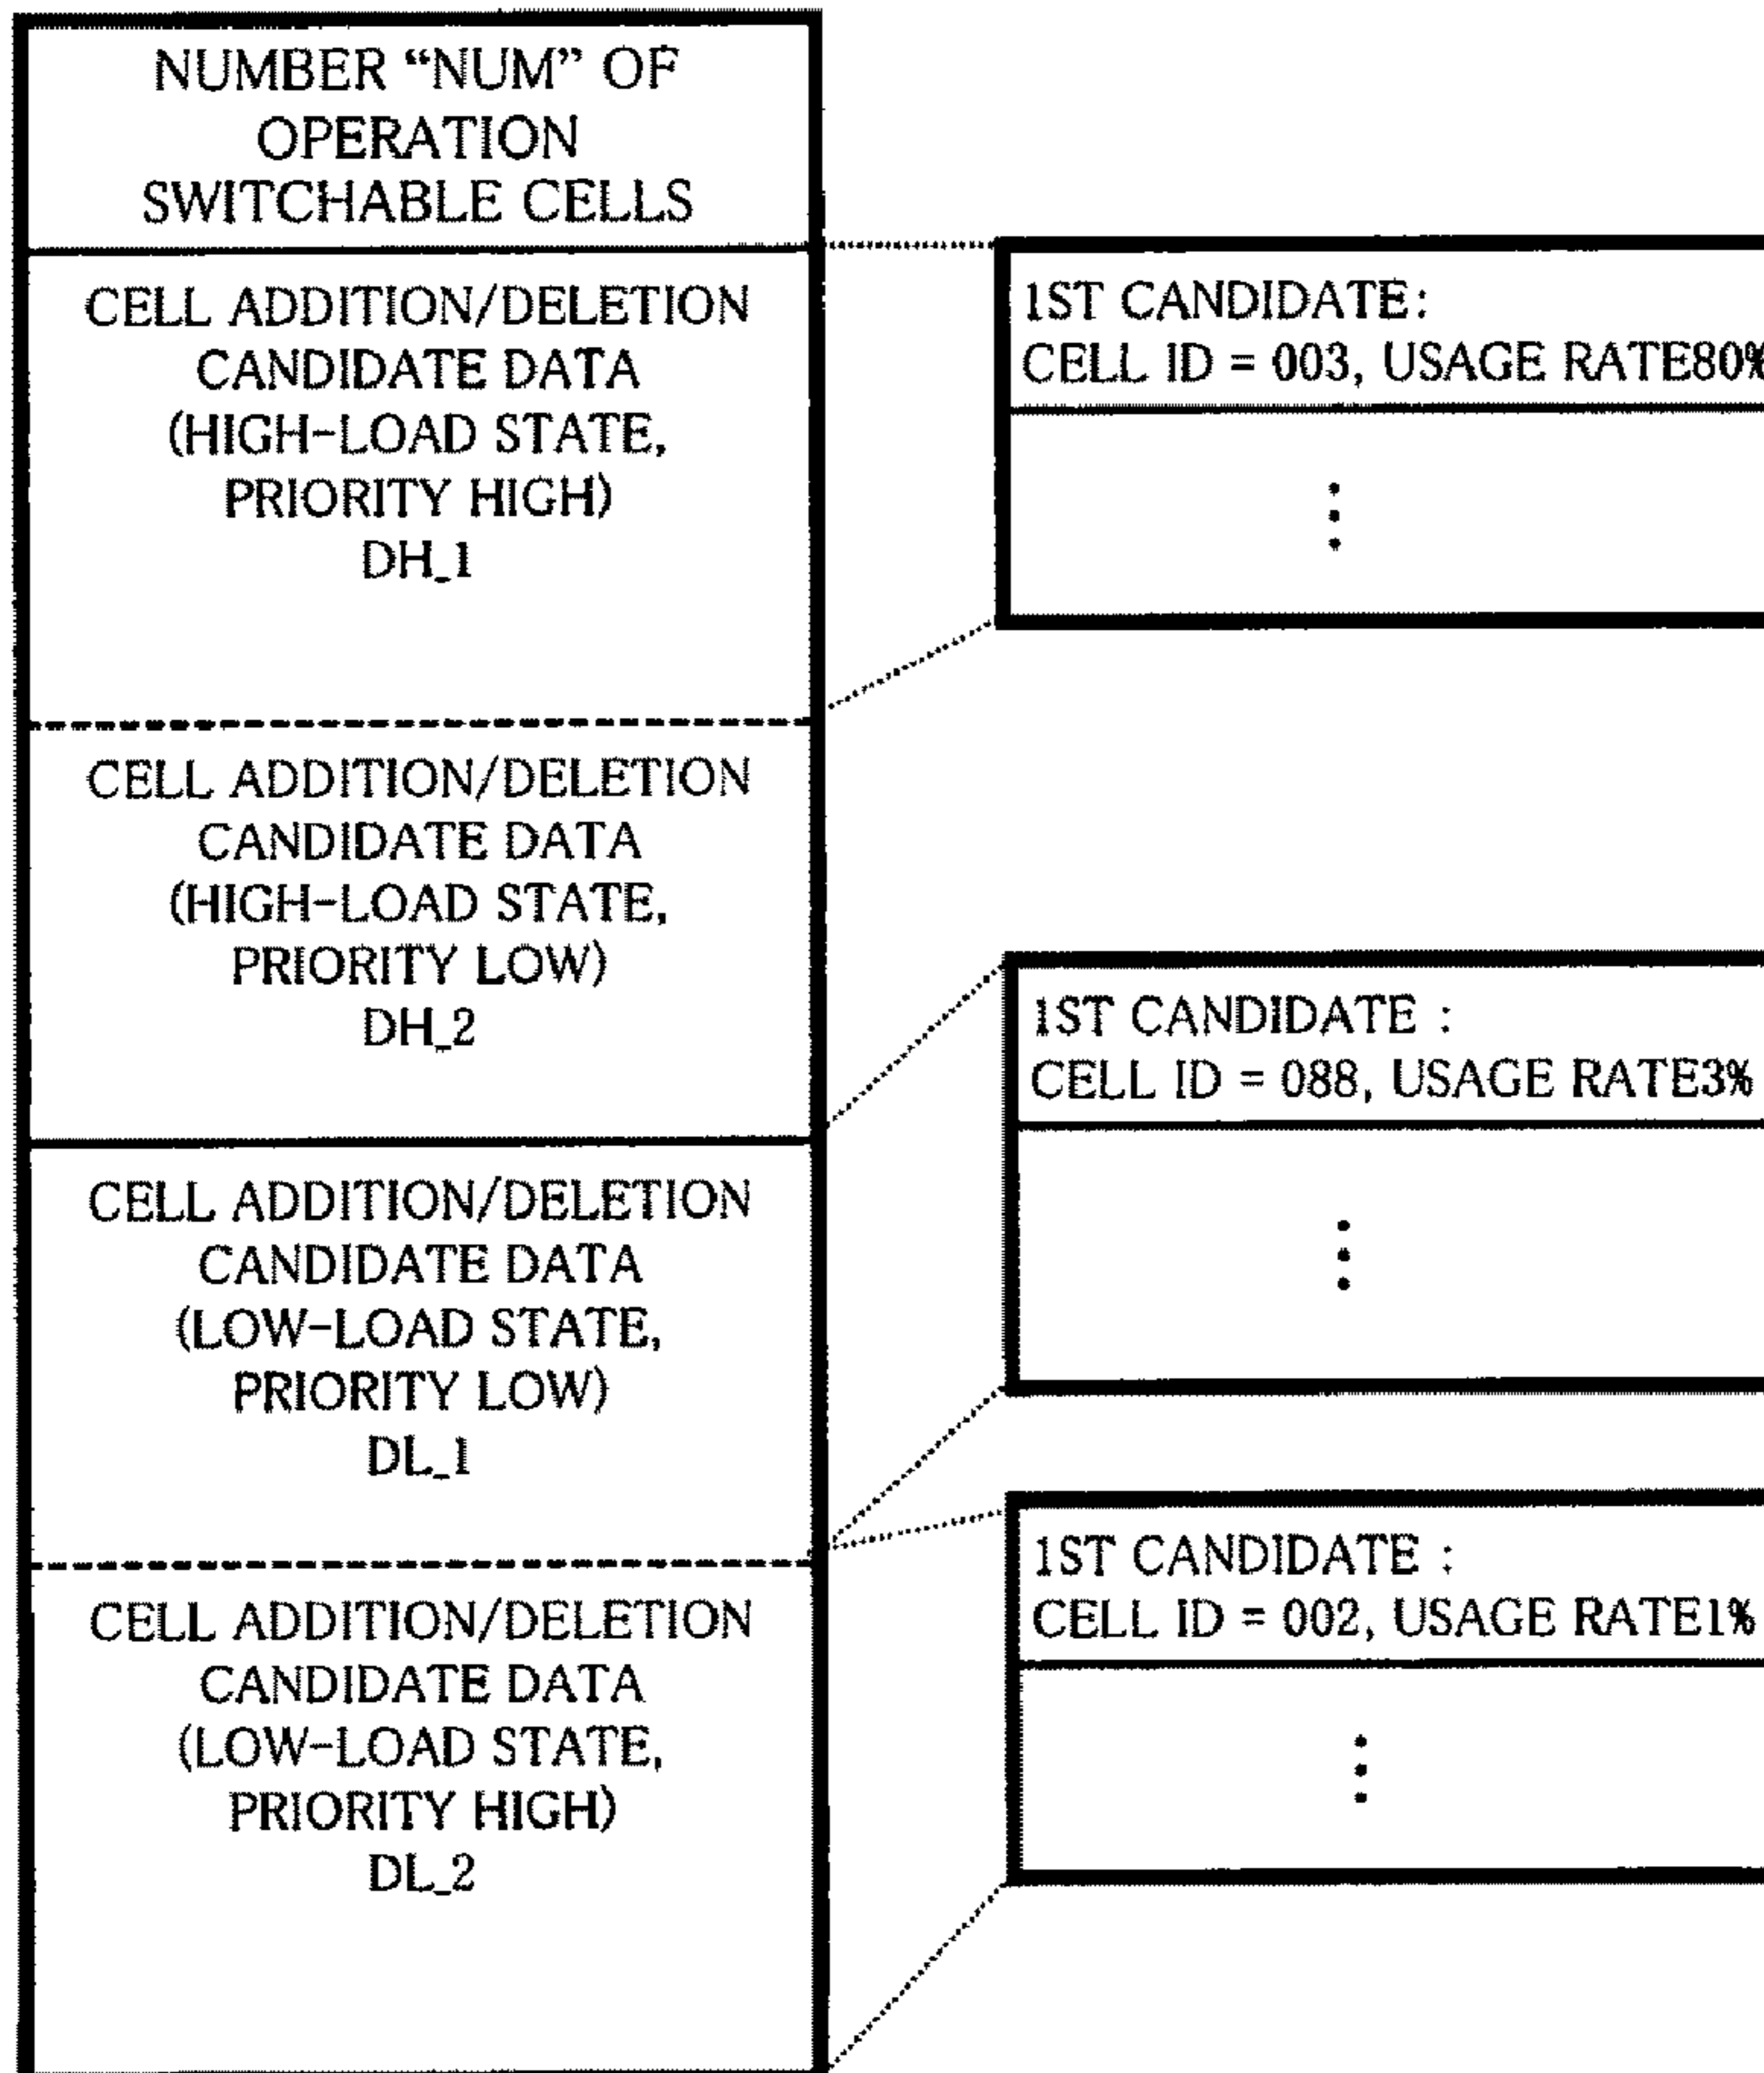 NUMBER “NUM” OF
OPERATION
SWITCHABLE CELLS
CELL ADDITION/DELETION
CANDIDATE DATA
(HIGH-LOAD STATE,
PRIORITY HIGH)
DH_1
1ST CANDIDATE:
CELL ID = 003, USAGE RATE80%
CELL ADDITION/DELETION
CANDIDATE DATA
(HIGH-LOAD STATE,
PRIORITY LOW)
DH_2
CELL ADDITION/DELETION
CANDIDATE DATA
(LOW-LOAD STATE,
PRIORITY LOW)
DL_1
1ST CANDIDATE :
CELL ID = 088, USAGE RATE3%
CELL ADDITION/DELETION
CANDIDATE DATA
(LOW-LOAD STATE,
PRIORITY HIGH)
DL_2
1ST CANDIDATE :
CELL ID = 002, USAGE RATE1%